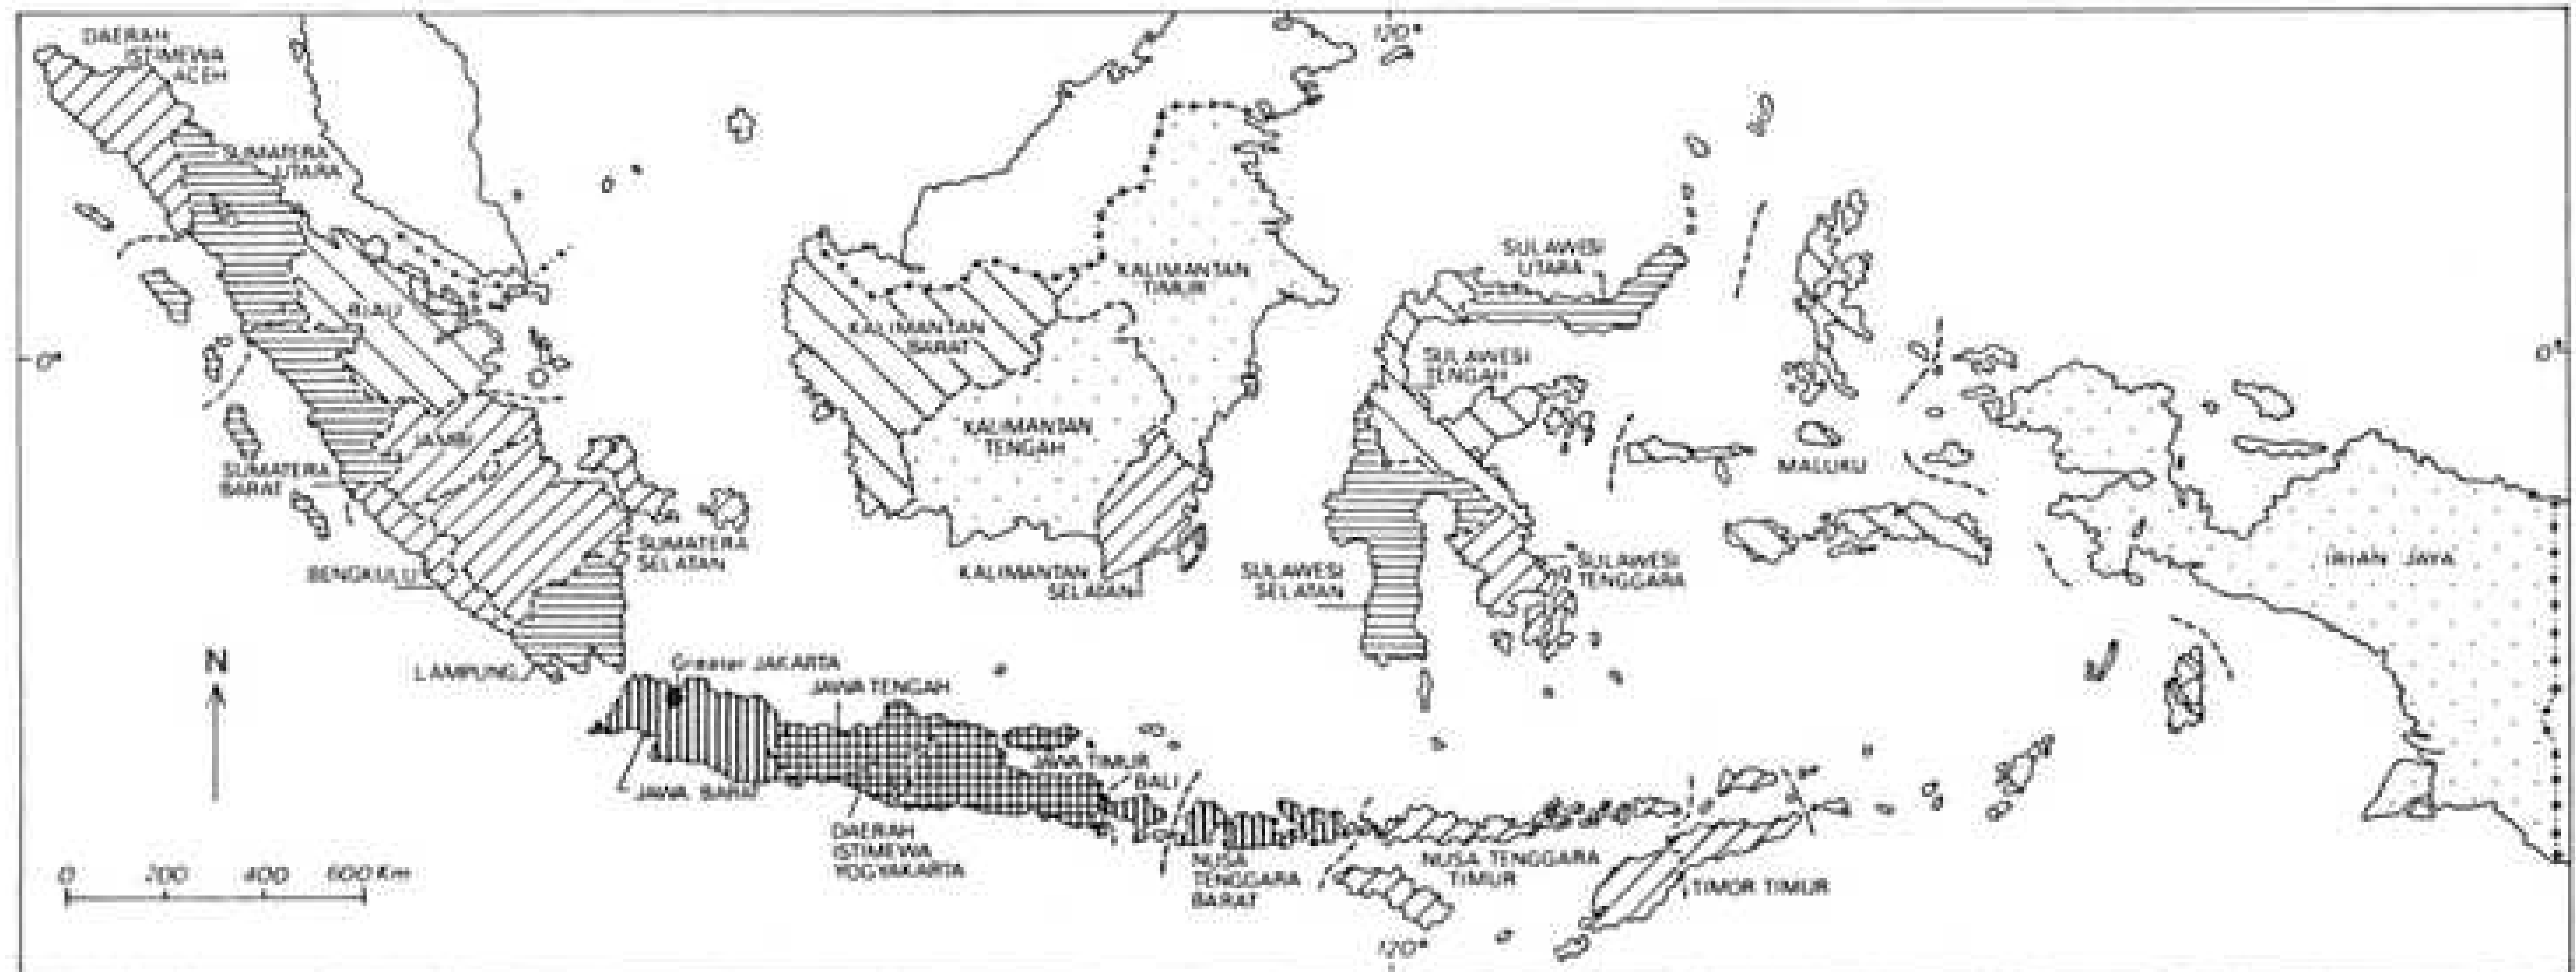 120°
DAERAH
ISTIMEWA
ACEH
SUMATERA
UTARA
SULAWESI
UTARA
KALIMANTAN
TIMUR
RIAU
KALIMANTAN
BARAT
0°
0°
SULAWESI
TENGAH
KALIMANTAN
TENGAH
JAMBI
SUMATERA
BARAT
MALUKU
SUMATERA
SELATAN
BENGKULU
KALIMANTAN
SELATAN
SULAWESI
SELATAN
SULAWESI
TENGGARA
IRIAN JAYA
N
LAMPUNG
Greater JAKARTA
JAWA TENGAH
JAWA TIMUR
BALI
JAWA BARAT
DAERAH
ISTIMEWA
YOGYAKARTA
NUSA
TENGGARA
BARAT
NUSA TENGGARA
TIMUR
TIMOR TIMUR
0 200 400 600 Km
120°